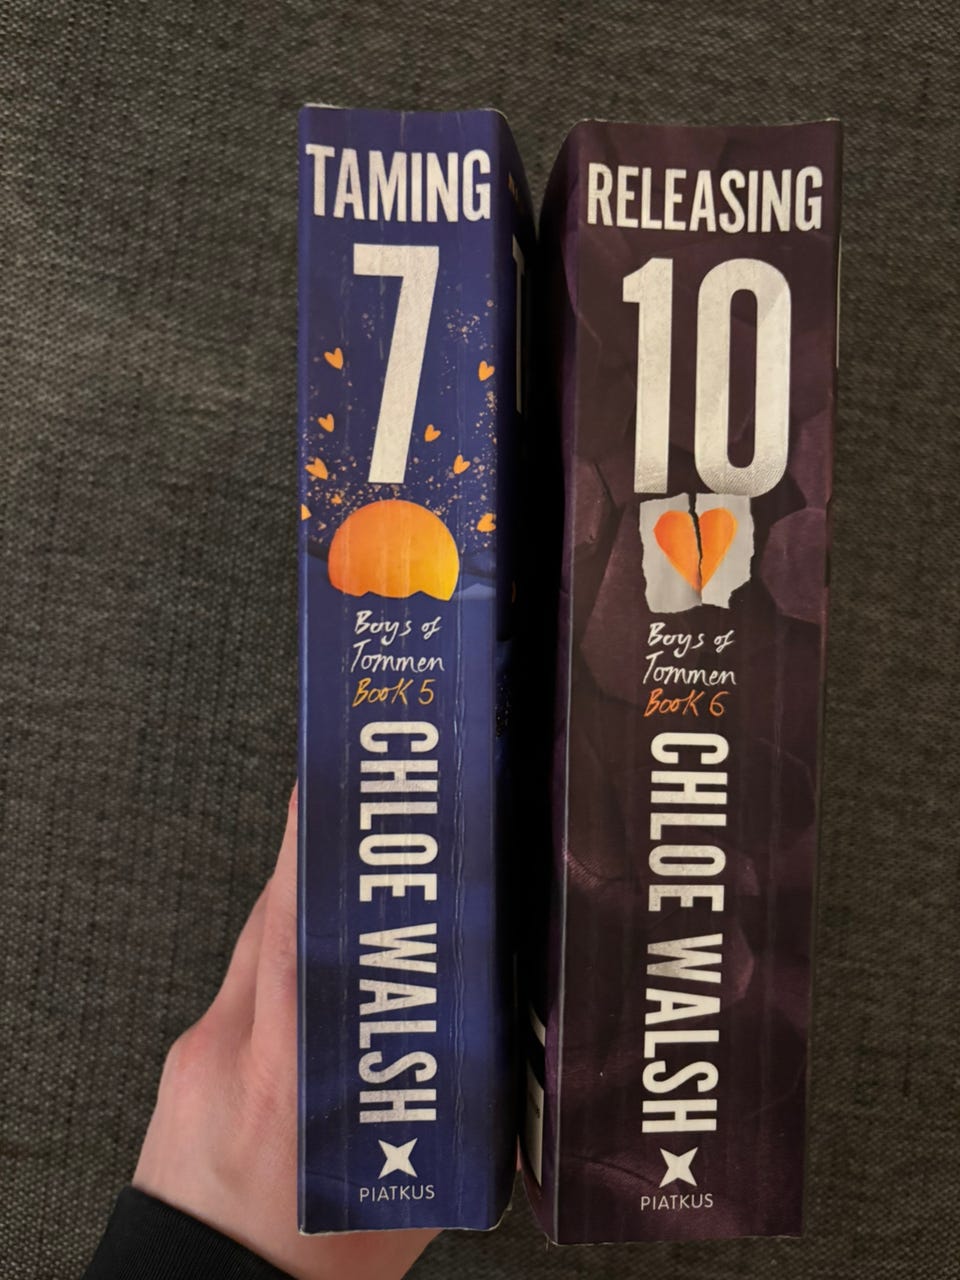 TAMING
7
Boys of
Tommen
Book 5
CHLOE WALSH
PIATKUS
RELEASING
10
Boys of
Tommen
Book 6
CHLOE WALSH
PIATKUS